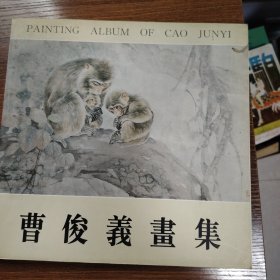 PAINTING ALBUM OF CAO JUNYI
曹俊義畫集